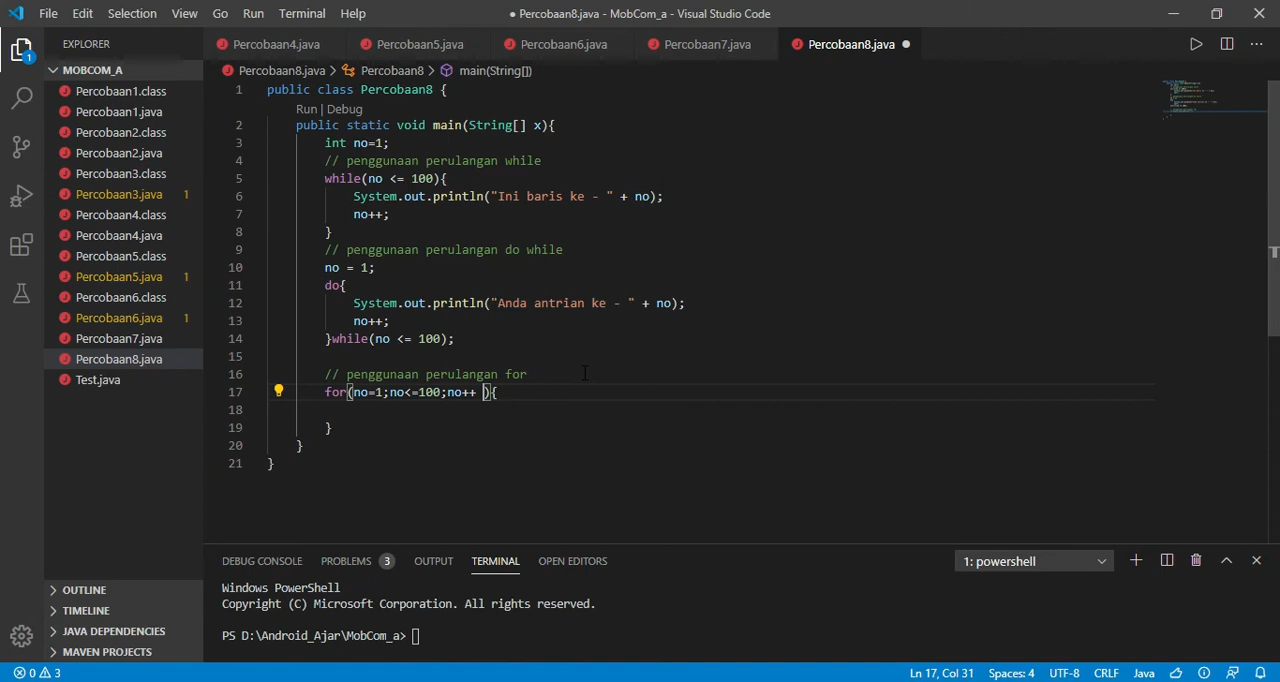 File Edit Selection View Go Run Terminal Help
● Percobaan8.java - MobCom_a - Visual Studio Code
EXPLORER
Percobaan4.java Percobaan5.java Percobaan6.java Percobaan7.java Percobaan8.java
MOBCOM_A
Percobaan8.java > Percobaan8 > main(String[])
Percobaan1.class
Percobaan1.java
Percobaan2.class
Percobaan2.java
Percobaan3.class
Percobaan3.java 1
Percobaan4.class
Percobaan4.java
Percobaan5.class
Percobaan5.java 1
Percobaan6.class
Percobaan6.java 1
Percobaan7.java
Percobaan8.java
Test.java
OUTLINE
TIMELINE
JAVA DEPENDENCIES
MAVEN PROJECTS
1
1 public class Percobaan8 {
Run | Debug
2 public static void main(String[] x){
3 int no=1;
4 // penggunaan perulangan while
5 while(no <= 100){
6 System.out.println("Ini baris ke - " + no);
7 no++;
8 }
9 // penggunaan perulangan do while
10 no = 1;
11 do{
12 System.out.println("Anda antrian ke - " + no);
13 no++;
14 }while(no <= 100);
15
16 // penggunaan perulangan for
17 for(no=1;no<=100;no++ ){
18
19 }
20 }
21 }
DEBUG CONSOLE PROBLEMS 3 OUTPUT TERMINAL OPEN EDITORS
1: powershell
Windows PowerShell
Copyright (C) Microsoft Corporation. All rights reserved.
PS D:\Android_Ajar\MobCom_a>
0 3
Ln 17, Col 31 Spaces: 4 UTF-8 CRLF Java